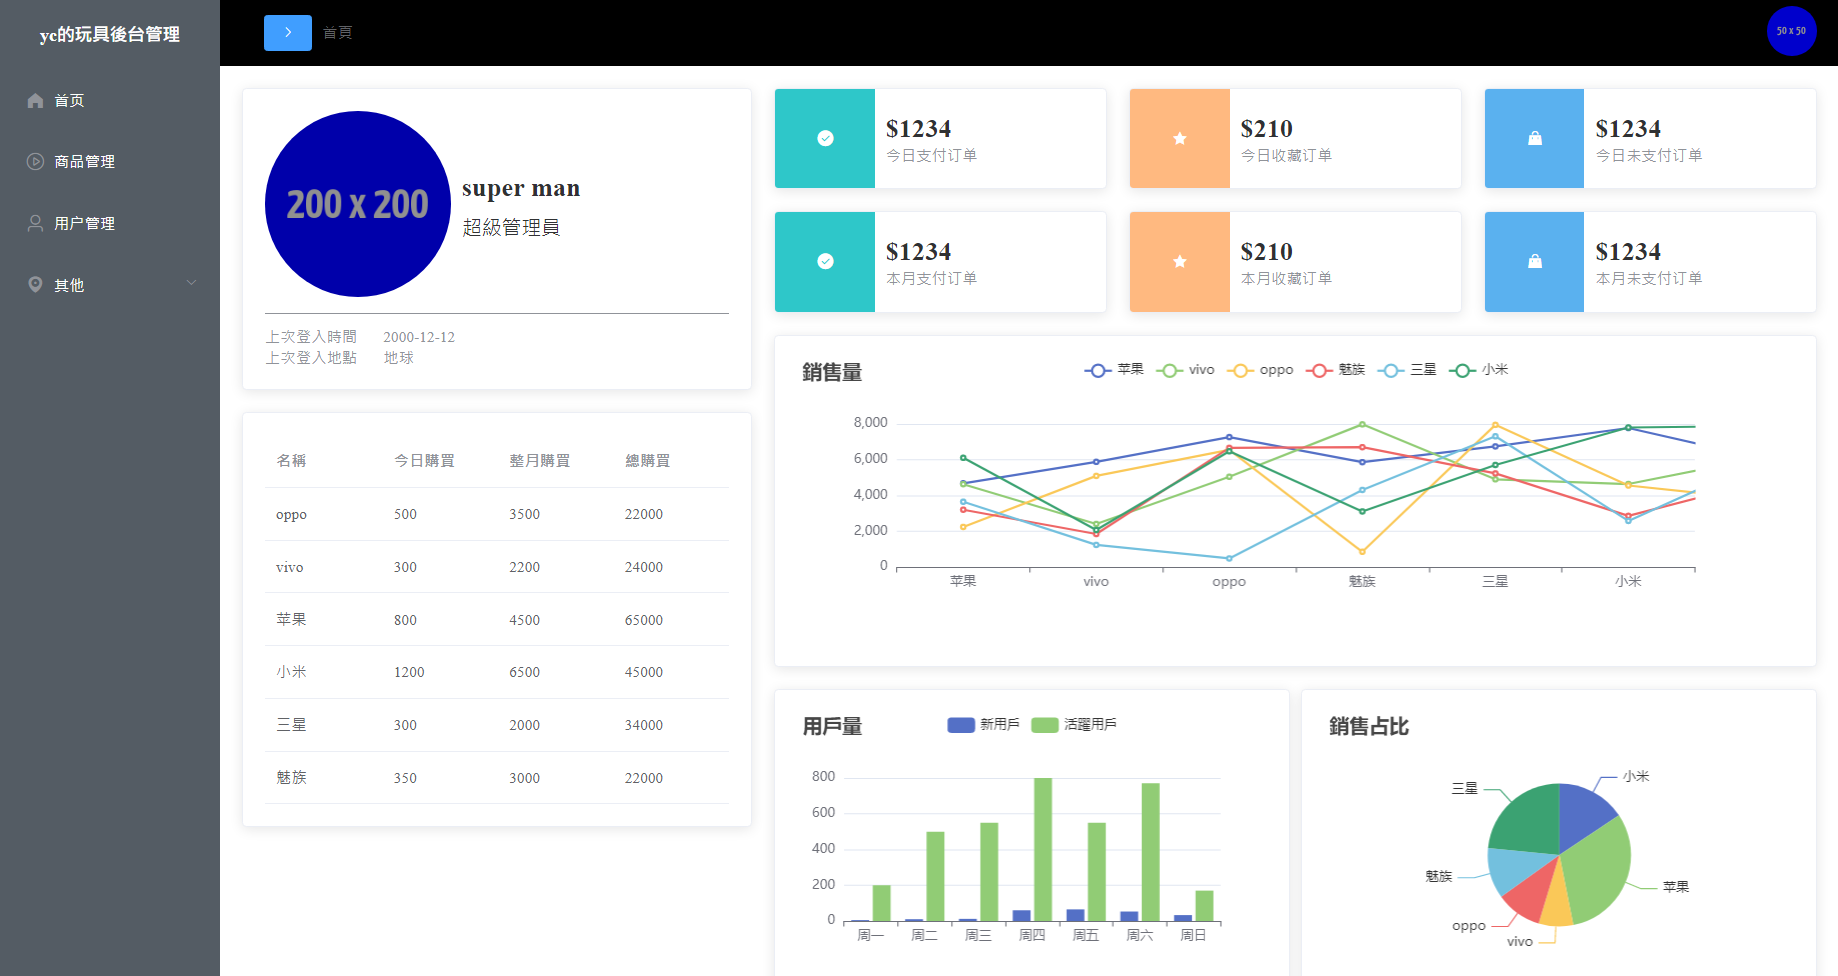 yc的玩具後台管理
首页
商品管理
用户管理
其他
首頁
50 x 50
200 x 200
super man
超級管理員
上次登入時間 2000-12-12
上次登入地點 地球
名稱 今日購買 整月購買 總購買
oppo 500 3500 22000
vivo 300 2200 24000
苹果 800 4500 65000
小米 1200 6500 45000
三星 300 2000 34000
魅族 350 3000 22000
$1234
今日支付订单
$210
今日收藏订单
$1234
今日未支付订单
$1234
本月支付订单
$210
本月收藏订单
$1234
本月未支付订单
銷售量
苹果 vivo oppo 魅族 三星 小米
8,000
6,000
4,000
2,000
0
苹果 vivo oppo 魅族 三星 小米
用戶量
新用戶 活躍用戶
800
600
400
200
0
周一 周二 周三 周四 周五 周六 周日
銷售占比
小米
三星
魅族
苹果
oppo
vivo